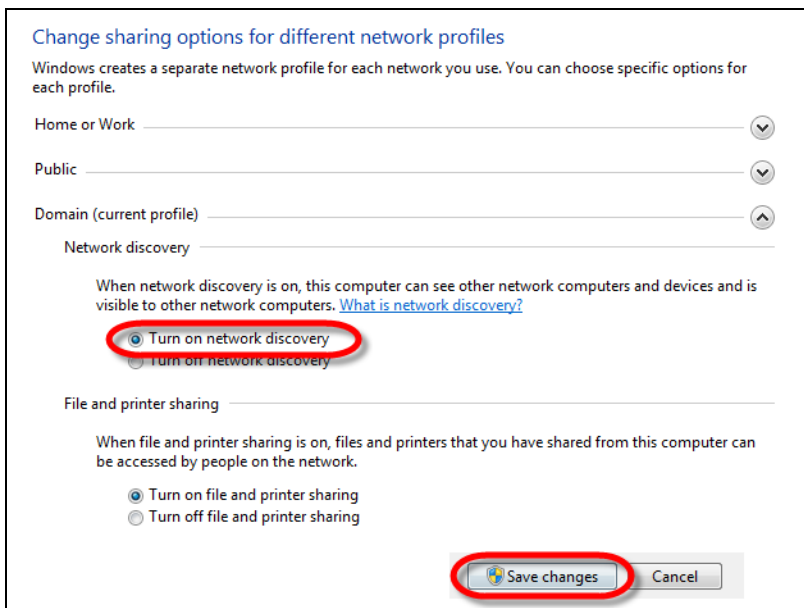 Change sharing options for different network profiles
Windows creates a separate network profile for each network you use. You can choose specific options for
each profile.
Home or Work
Public
Domain (current profile)
Network discovery
When network discovery is on, this computer can see other network computers and devices and is
visible to other network computers. What is network discovery?
Turn on network discovery
Turn off network discovery
File and printer sharing
When file and printer sharing is on, files and printers that you have shared from this computer can
be accessed by people on the network.
Turn on file and printer sharing
Turn off file and printer sharing
Save changes Cancel